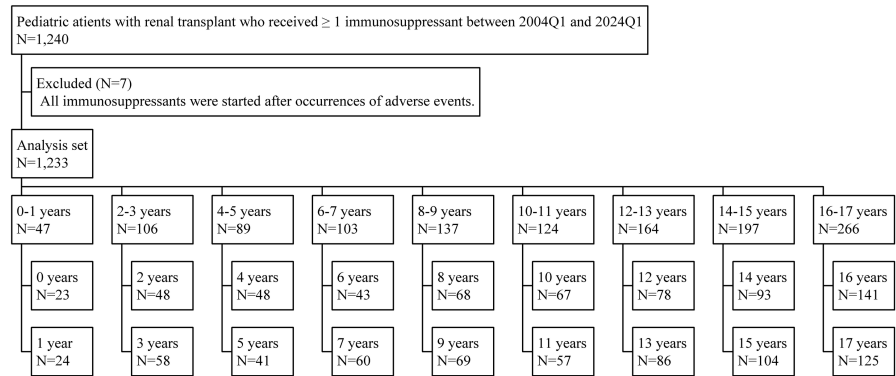 Pediatric atients with renal transplant who received ≥ 1 immunosuppressant between 2004Q1 and 2024Q1
N=1,240
Excluded (N=7)
All immunosuppressants were started after occurrences of adverse events.
Analysis set
N=1,233
0-1 years
N=47
2-3 years
N=106
4-5 years
N=89
6-7 years
N=103
8-9 years
N=137
10-11 years
N=124
12-13 years
N=164
14-15 years
N=197
16-17 years
N=266
0 years
N=23
2 years
N=48
4 years
N=48
6 years
N=43
8 years
N=68
10 years
N=67
12 years
N=78
14 years
N=93
16 years
N=141
1 year
N=24
3 years
N=58
5 years
N=41
7 years
N=60
9 years
N=69
11 years
N=57
13 years
N=86
15 years
N=104
17 years
N=125